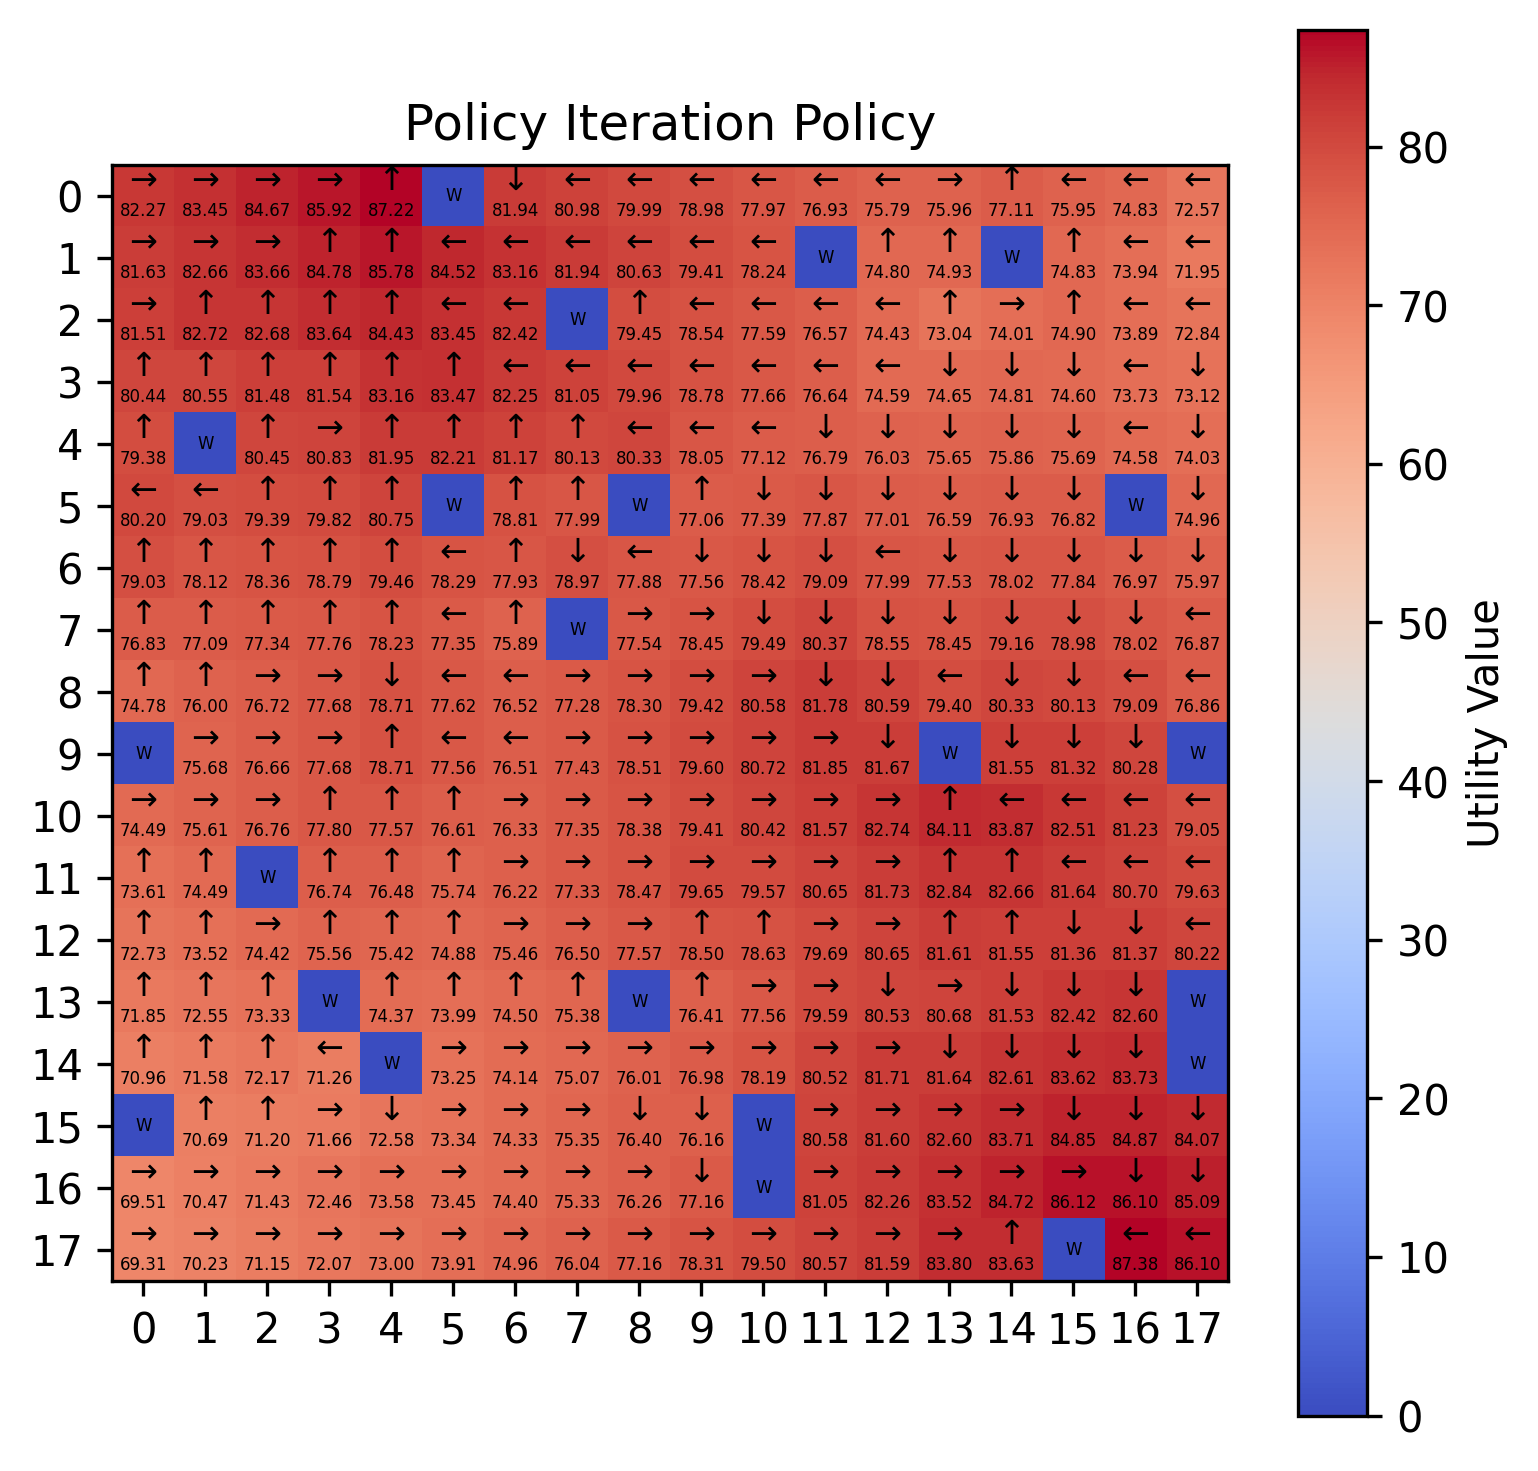 Policy Iteration Policy
0 → → → → ↑ W ↓ ← ← ← ← ← ← → ↑ ← ← ←
82.27 83.45 84.67 85.92 87.22 81.94 80.98 79.99 78.98 77.97 76.93 75.79 75.96 77.11 75.95 74.83 72.57
1 → → → ↑ ↑ ← ← ← ← ← ← W ↑ ↑ W ↑ ← ←
81.63 82.66 83.66 84.78 85.78 84.52 83.16 81.94 80.63 79.41 78.24 74.80 74.93 74.83 73.94 71.95
2 → ↑ ↑ ↑ ↑ ← ← W ↑ ← ← ← ← ↑ → ↑ ← ←
81.51 82.72 82.68 83.64 84.43 83.45 82.42 79.45 78.54 77.59 76.57 74.43 73.04 74.01 74.90 73.89 72.84
3 ↑ ↑ ↑ ↑ ↑ ↑ ← ← ← ← ← ← ← ↓ ↓ ↓ ← ↓
80.44 80.55 81.48 81.54 83.16 83.47 82.25 81.05 79.96 78.78 77.66 76.64 74.59 74.65 74.81 74.60 73.73 73.12
4 ↑ W ↑ → ↑ ↑ ↑ ↑ ← ← ← ↓ ↓ ↓ ↓ ↓ ← ↓
79.38 80.45 80.83 81.95 82.21 81.17 80.13 80.33 78.05 77.12 76.79 76.03 75.65 75.86 75.69 74.58 74.03
5 ← ← ↑ ↑ ↑ W ↑ ↑ W ↑ ↓ ↓ ↓ ↓ ↓ ↓ W ↓
80.20 79.03 79.39 79.82 80.75 78.81 77.99 77.06 77.39 77.87 77.01 76.59 76.93 76.82 74.96
6 ↑ ↑ ↑ ↑ ↑ ← ↑ ↓ ← ↓ ↓ ↓ ← ↓ ↓ ↓ ↓ ↓
79.03 78.12 78.36 78.79 79.46 78.29 77.93 78.97 77.88 77.56 78.42 79.09 77.99 77.53 78.02 77.84 76.97 75.97
7 ↑ ↑ ↑ ↑ ↑ ← ↑ W → → ↓ ↓ ↓ ↓ ↓ ↓ ↓ ←
76.83 77.09 77.34 77.76 78.23 77.35 75.89 77.54 78.45 79.49 80.37 78.55 78.45 79.16 78.98 78.02 76.87
8 ↑ ↑ → → ↓ ← ← → → → → ↓ ↓ ← ↓ ↓ ← ←
74.78 76.00 76.72 77.68 78.71 77.62 76.52 77.28 78.30 79.42 80.58 81.78 80.59 79.40 80.33 80.13 79.09 76.86
9 W → → → ↑ ← ← → → → → → ↓ W ↓ ↓ ↓ W
75.68 76.66 77.68 78.71 77.56 76.51 77.43 78.51 79.60 80.72 81.85 81.67 81.55 81.32 80.28
10 → → → ↑ ↑ ↑ → → → → → → → ↑ ← ← ← ←
74.49 75.61 76.76 77.80 77.57 76.61 76.33 77.35 78.38 79.41 80.42 81.57 82.74 84.11 83.87 82.51 81.23 79.05
11 ↑ ↑ W ↑ ↑ ↑ → → → → → → → ↑ ↑ ← ← ←
73.61 74.49 76.74 76.48 75.74 76.22 77.33 78.47 79.65 79.57 80.65 81.73 82.84 82.66 81.64 80.70 79.63
12 ↑ ↑ → ↑ ↑ ↑ → → → ↑ ↑ → → ↑ ↑ ↓ ↓ ←
72.73 73.52 74.42 75.56 75.42 74.88 75.46 76.50 77.57 78.50 78.63 79.69 80.65 81.61 81.55 81.36 81.37 80.22
13 ↑ ↑ ↑ W ↑ ↑ ↑ ↑ W ↑ → → ↓ → ↓ ↓ ↓ W
71.85 72.55 73.33 74.37 73.99 74.50 75.38 76.41 77.56 79.59 80.53 80.68 81.53 82.42 82.60
14 ↑ ↑ ↑ ← W → → → → → → → → ↓ ↓ ↓ ↓ W
70.96 71.58 72.17 71.26 73.25 74.14 75.07 76.01 76.98 78.19 80.52 81.71 81.64 82.61 83.62 83.73
15 W ↑ ↑ → ↓ → → → ↓ ↓ W → → → → ↓ ↓ ↓
70.69 71.20 71.66 72.58 73.34 74.33 75.35 76.40 76.16 80.58 81.60 82.60 83.71 84.85 84.87 84.07
16 → → → → → → → → → ↓ W → → → → → ↓ ↓
69.51 70.47 71.43 72.46 73.58 73.45 74.40 75.33 76.26 77.16 81.05 82.26 83.52 84.72 86.12 86.10 85.09
17 → → → → → → → → → → → → → → ↑ W ← ←
69.31 70.23 71.15 72.07 73.00 73.91 74.96 76.04 77.16 78.31 79.50 80.57 81.59 83.80 83.63 87.38 86.10
0 1 2 3 4 5 6 7 8 9 10 11 12 13 14 15 16 17
80
70
60
50
40
30
20
10
0
Utility Value